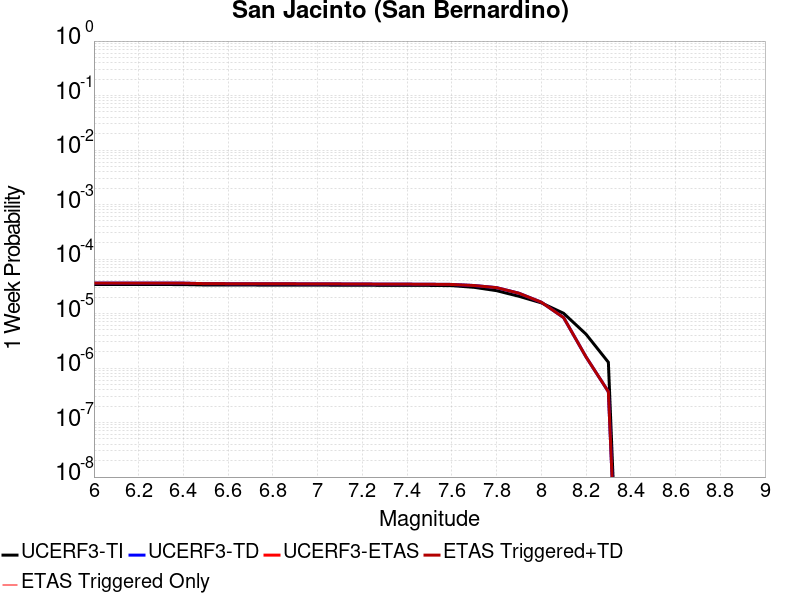 San Jacinto (San Bernardino)
10 0
10 -1
10 -2
10 -3
10 -4
10 -5
10 -6
10 -7
10 -8
1 Week Probability
6 6.2 6.4 6.6 6.8 7 7.2 7.4 7.6 7.8 8 8.2 8.4 8.6 8.8 9
Magnitude
UCERF3-TI UCERF3-TD UCERF3-ETAS ETAS Triggered+TD
ETAS Triggered Only